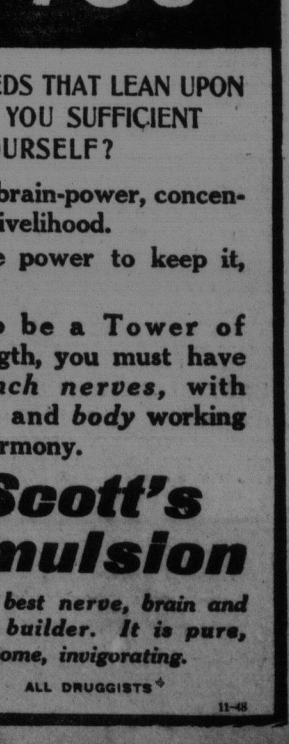 EDS THAT LEAN UPON
YOU SUFFICIENT
OURSELF?
brain-power, concen-
ivelihood.
e power to keep it,
o be a Tower of
gth, you must have
nch nerves, with
and body working
rmony.
Scott's
mulsion
best nerve, brain and
builder. It is pure,
ome, invigorating.
ALL DRUGGISTS
11-48